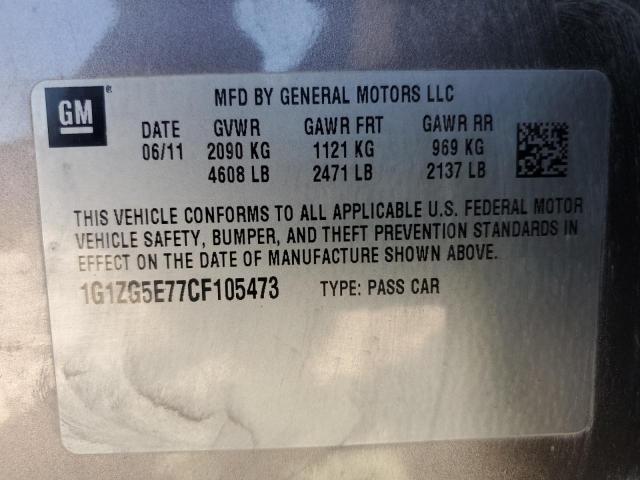 GM ®
MFD BY GENERAL MOTORS LLC
DATE GVWR GAWR FRT GAWR RR
06/11 2090 KG 1121 KG 969 KG
4608 LB 2471 LB 2137 LB
THIS VEHICLE CONFORMS TO ALL APPLICABLE U.S. FEDERAL MOTOR
VEHICLE SAFETY, BUMPER, AND THEFT PREVENTION STANDARDS IN
EFFECT ON THE DATE OF MANUFACTURE SHOWN ABOVE.
1G1ZG5E77CF105473 TYPE: PASS CAR